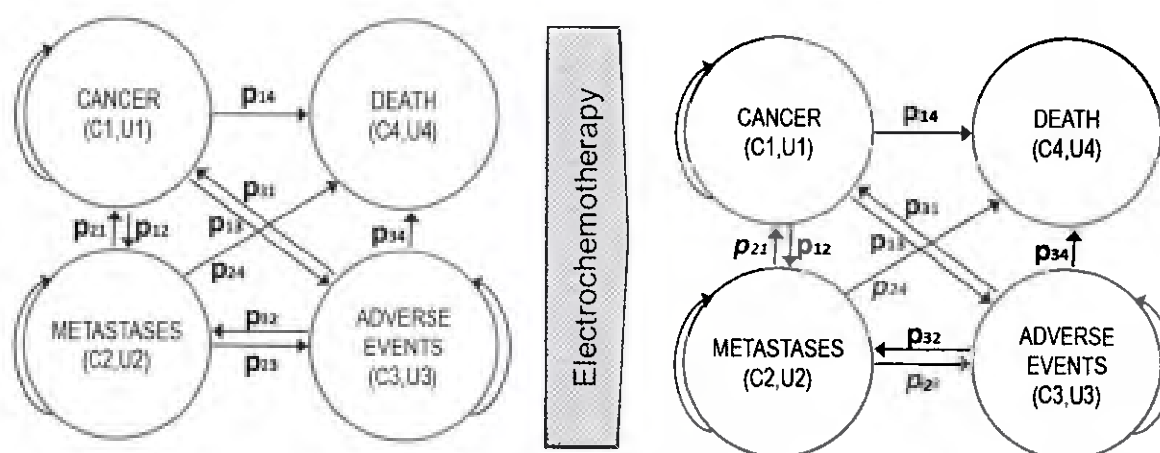 CANCER
(C1,U1)
p14
DEATH
(C4,U4)
p31
p13
p21
p12
p34
p24
METASTASES
(C2,U2)
p32
p23
ADVERSE
EVENTS
(C3,U3)
Electrochemotherapy
CANCER
(C1,U1)
p14
DEATH
(C4,U4)
p31
p13
p21
p12
p34
p24
METASTASES
(C2,U2)
p32
ADVERSE
EVENTS
(C3,U3)